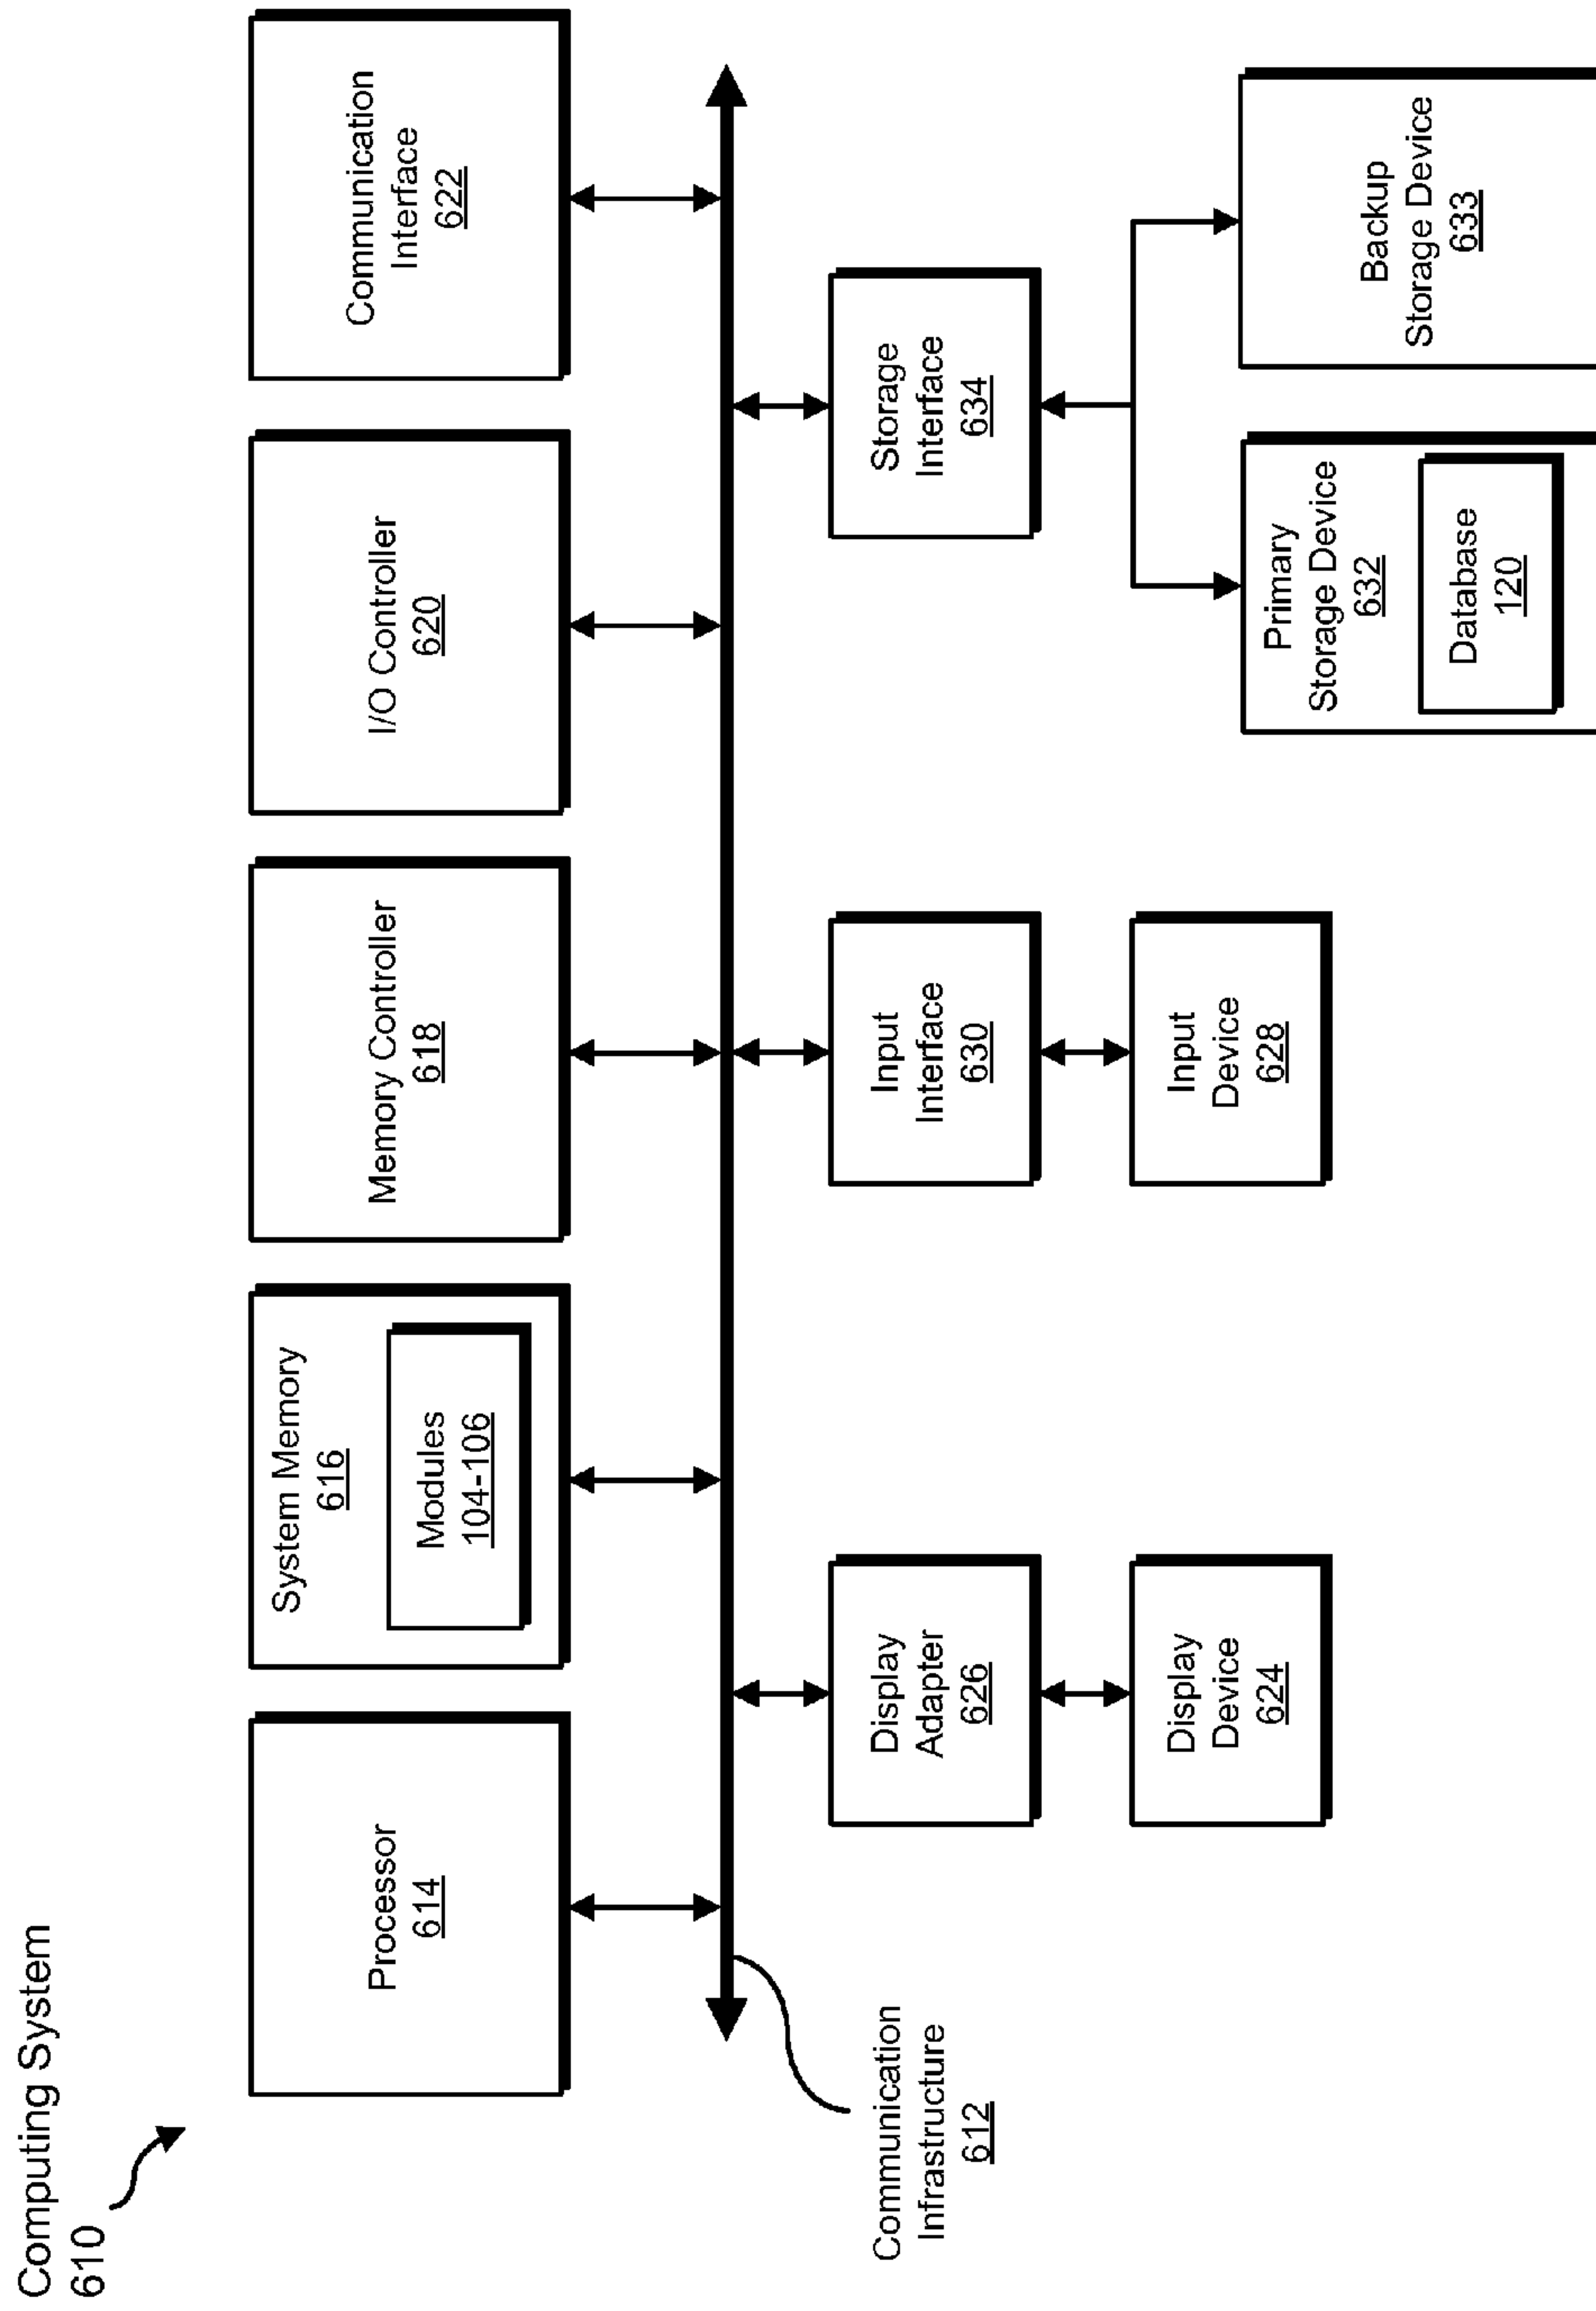 Computing System
610
Processor
614
System Memory
616
Modules
104-106
Memory Controller
618
I/O Controller
620
Communication
Interface
622
Communication
Infrastructure
612
Display
Adapter
626
Input
Interface
630
Storage
Interface
634
Display
Device
624
Input
Device
628
Primary
Storage Device
632
Database
120
Backup
Storage Device
633